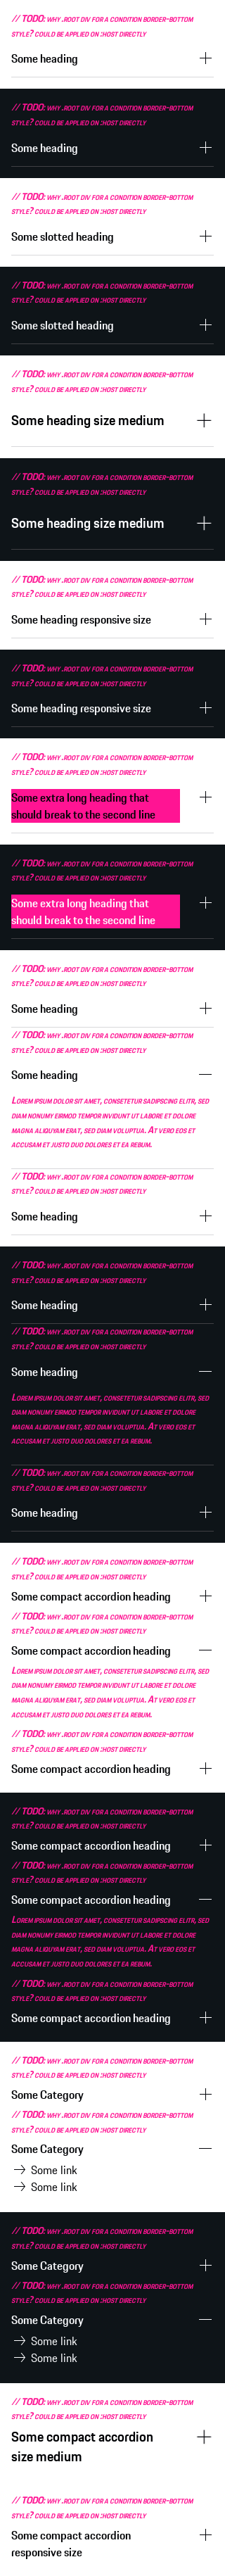 // TODO: why .root div for a condition border-bottom
style? could be applied on :host directly
Some heading
// TODO: why .root div for a condition border-bottom
style? could be applied on :host directly
Some heading
// TODO: why .root div for a condition border-bottom
style? could be applied on :host directly
Some slotted heading
// TODO: why .root div for a condition border-bottom
style? could be applied on :host directly
Some slotted heading
// TODO: why .root div for a condition border-bottom
style? could be applied on :host directly
Some heading size medium
// TODO: why .root div for a condition border-bottom
style? could be applied on :host directly
Some heading size medium
// TODO: why .root div for a condition border-bottom
style? could be applied on :host directly
Some heading responsive size
// TODO: why .root div for a condition border-bottom
style? could be applied on :host directly
Some heading responsive size
// TODO: why .root div for a condition border-bottom
style? could be applied on :host directly
Some extra long heading that
should break to the second line
// TODO: why .root div for a condition border-bottom
style? could be applied on :host directly
Some extra long heading that
should break to the second line
// TODO: why .root div for a condition border-bottom
style? could be applied on :host directly
Some heading
// TODO: why .root div for a condition border-bottom
style? could be applied on :host directly
Some heading
Lorem ipsum dolor sit amet, consetetur sadipscing elitr, sed
diam nonumy eirmod tempor invidunt ut labore et dolore
magna aliquyam erat, sed diam voluptua. At vero eos et
accusam et justo duo dolores et ea rebum.
// TODO: why .root div for a condition border-bottom
style? could be applied on :host directly
Some heading
// TODO: why .root div for a condition border-bottom
style? could be applied on :host directly
Some heading
// TODO: why .root div for a condition border-bottom
style? could be applied on :host directly
Some heading
Lorem ipsum dolor sit amet, consetetur sadipscing elitr, sed
diam nonumy eirmod tempor invidunt ut labore et dolore
magna aliquyam erat, sed diam voluptua. At vero eos et
accusam et justo duo dolores et ea rebum.
// TODO: why .root div for a condition border-bottom
style? could be applied on :host directly
Some heading
// TODO: why .root div for a condition border-bottom
style? could be applied on :host directly
Some compact accordion heading
// TODO: why .root div for a condition border-bottom
style? could be applied on :host directly
Some compact accordion heading
Lorem ipsum dolor sit amet, consetetur sadipscing elitr, sed
diam nonumy eirmod tempor invidunt ut labore et dolore
magna aliquyam erat, sed diam voluptua. At vero eos et
accusam et justo duo dolores et ea rebum.
// TODO: why .root div for a condition border-bottom
style? could be applied on :host directly
Some compact accordion heading
// TODO: why .root div for a condition border-bottom
style? could be applied on :host directly
Some compact accordion heading
// TODO: why .root div for a condition border-bottom
style? could be applied on :host directly
Some compact accordion heading
Lorem ipsum dolor sit amet, consetetur sadipscing elitr, sed
diam nonumy eirmod tempor invidunt ut labore et dolore
magna aliquyam erat, sed diam voluptua. At vero eos et
accusam et justo duo dolores et ea rebum.
// TODO: why .root div for a condition border-bottom
style? could be applied on :host directly
Some compact accordion heading
// TODO: why .root div for a condition border-bottom
style? could be applied on :host directly
Some Category
// TODO: why .root div for a condition border-bottom
style? could be applied on :host directly
Some Category
Some link
Some link
// TODO: why .root div for a condition border-bottom
style? could be applied on :host directly
Some Category
// TODO: why .root div for a condition border-bottom
style? could be applied on :host directly
Some Category
Some link
Some link
// TODO: why .root div for a condition border-bottom
style? could be applied on :host directly
Some compact accordion
size medium
// TODO: why .root div for a condition border-bottom
style? could be applied on :host directly
Some compact accordion
responsive size